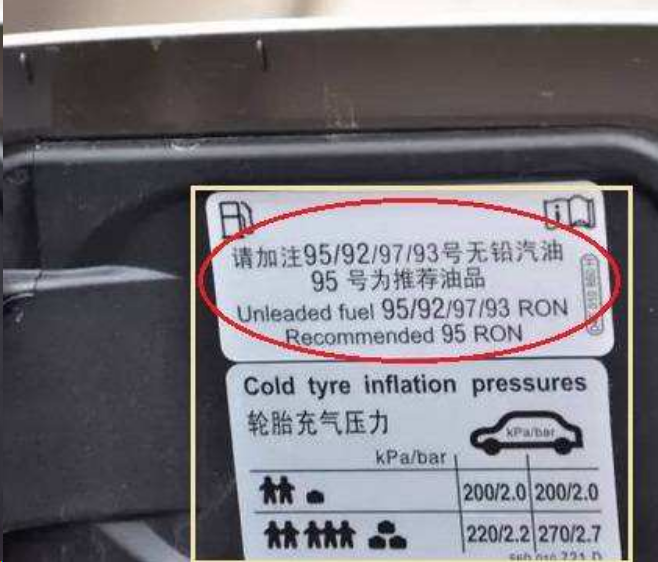 请加注95/92/97/93号无铅汽油
95 号为推荐油品
Unleaded fuel 95/92/97/93 RON
Recommended 95 RON
Cold tyre inflation pressures
轮胎充气压力
kPa/bar
kPa/bar
200/2.0 200/2.0
220/2.2 270/2.7